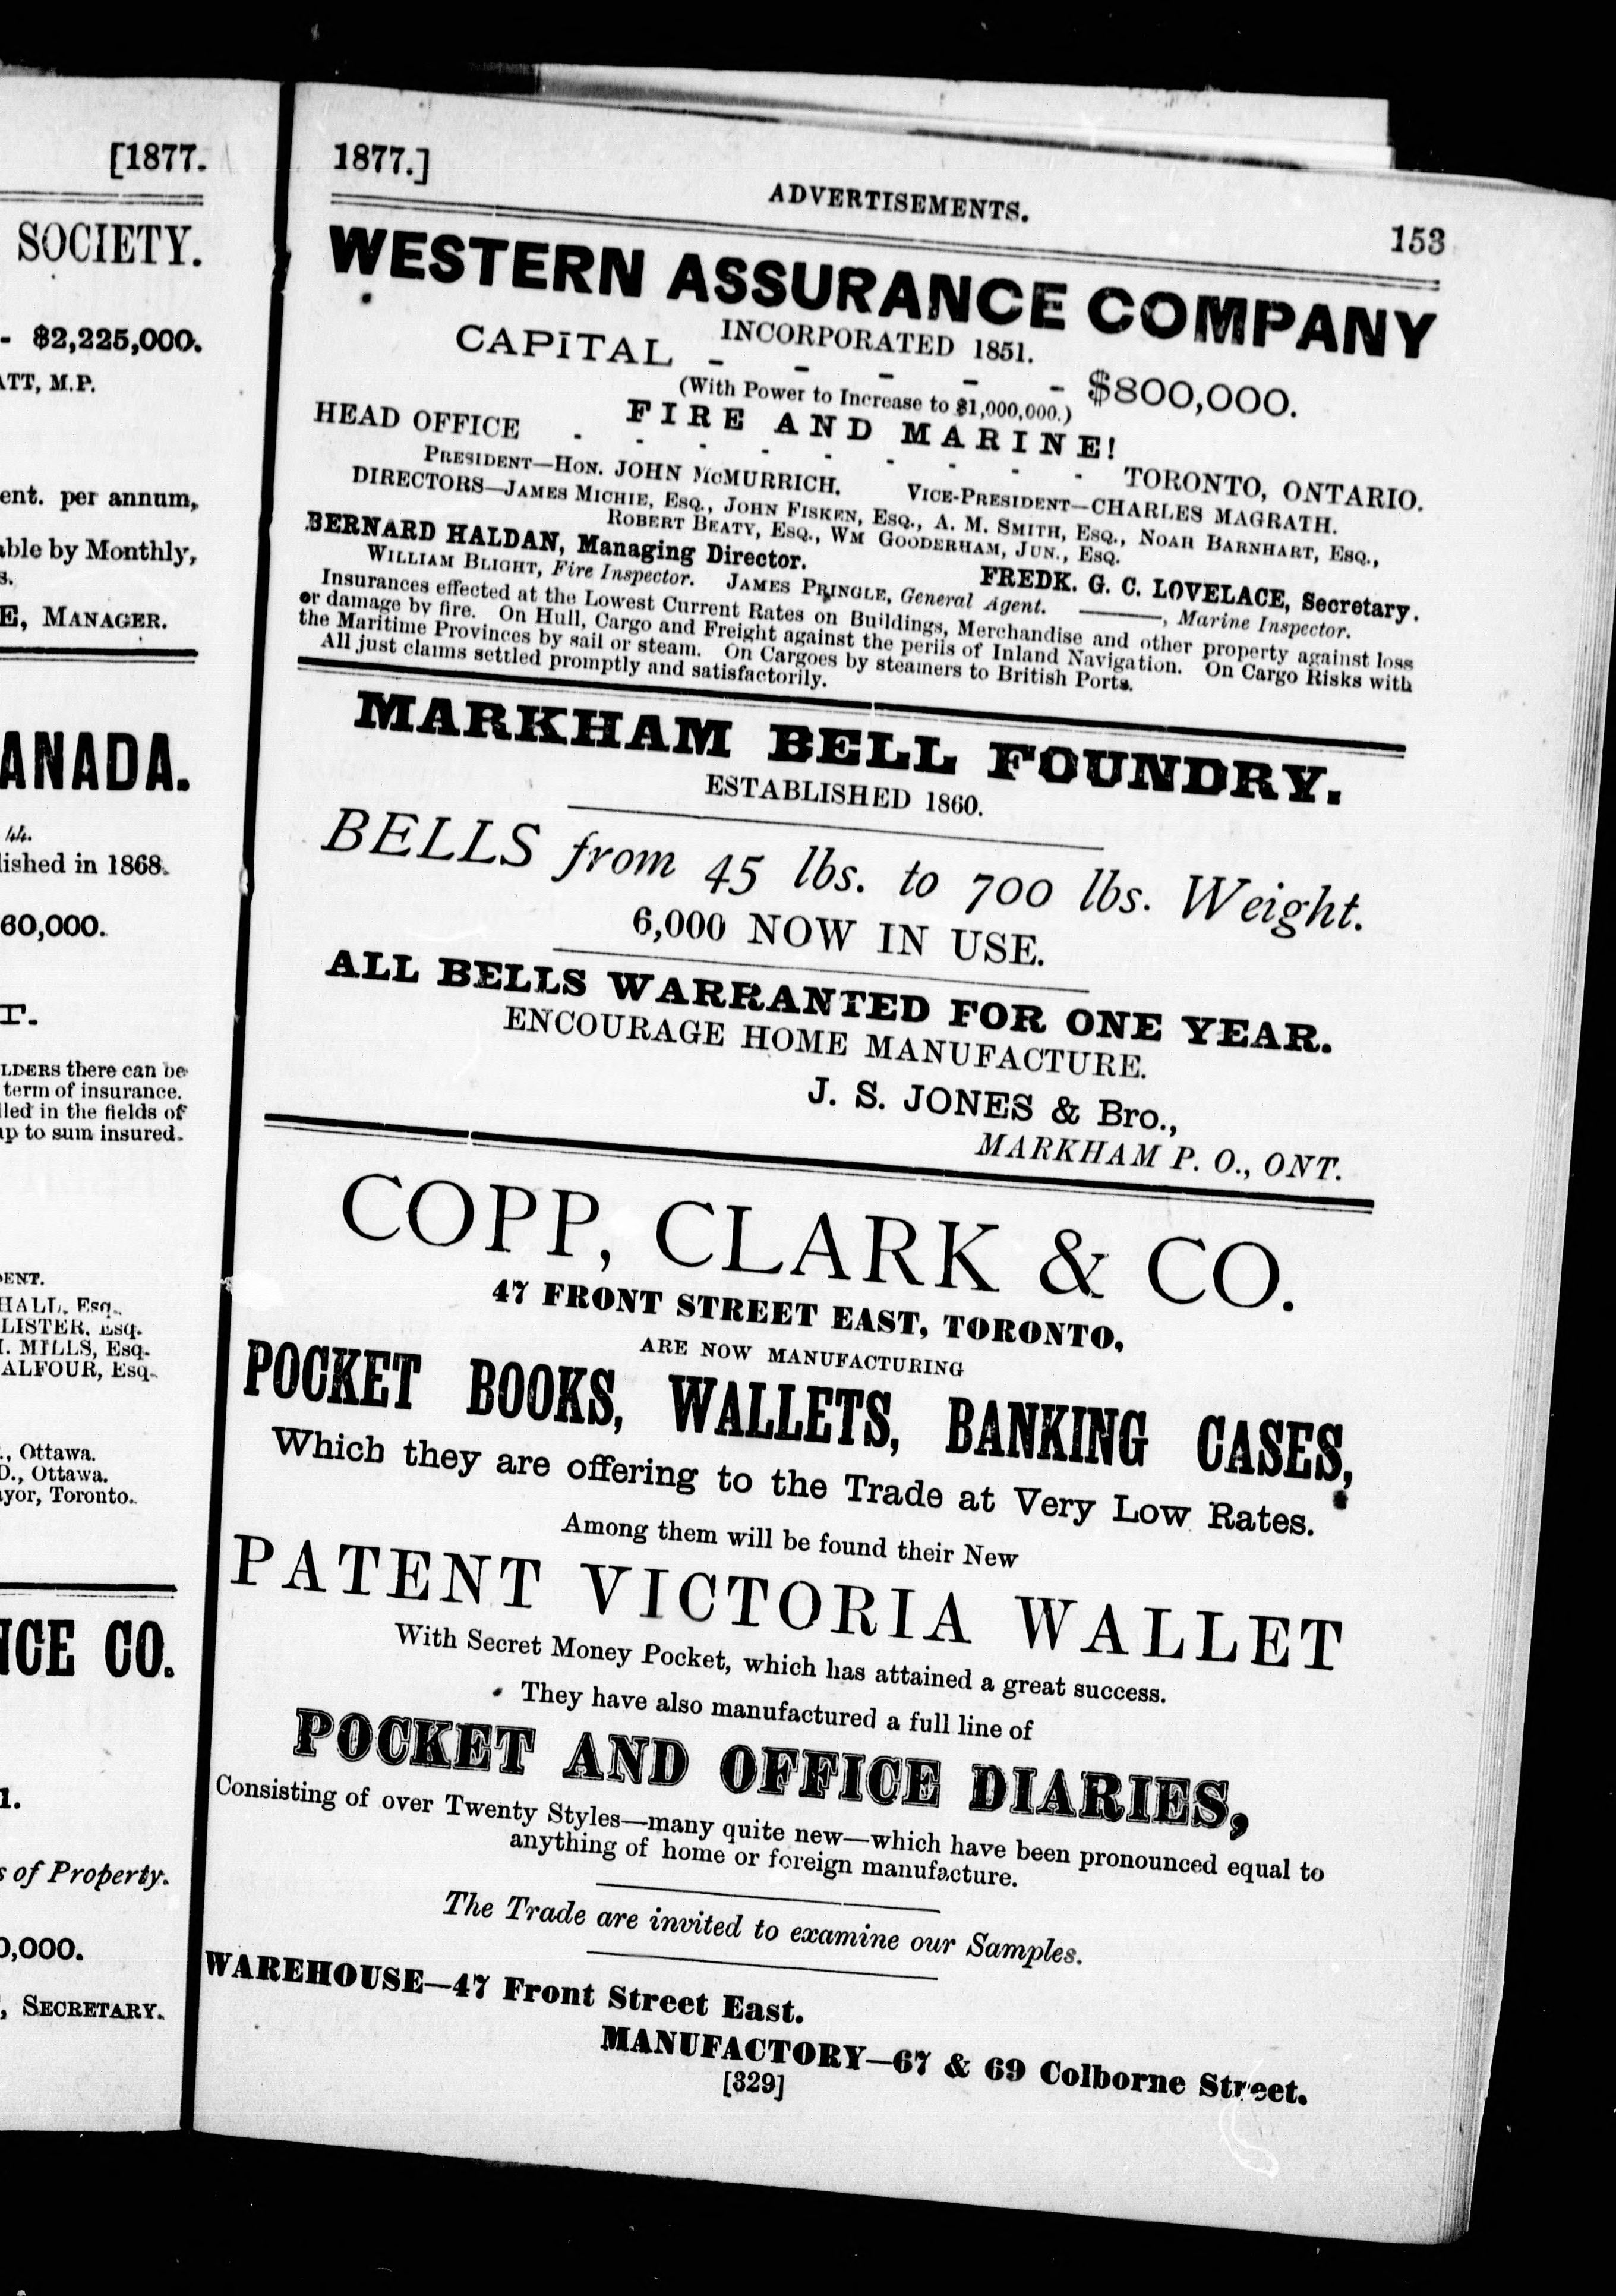 [1877.
SOCIETY.
- $2,225,000.
ATT, M.P.
ent. per annum,
able by Monthly,
s.
E, MANAGER.
ANADA.
44.
lished in 1868.
60,000.
T.
LDERS there can be
term of insurance.
lled in the fields of
up to sum insured.
DENT.
HALL, Esq.,
LISTER, Esq.
I. MILLS, Esq.
ALFOUR, Esq.
., Ottawa.
O., Ottawa.
ayor, Toronto.
NCE CO.
1.
s of Property.
0,000.
, SECRETARY.
1877.]
ADVERTISEMENTS.
153
WESTERN ASSURANCE COMPANY
INCORPORATED 1851.
CAPITAL - - - - - $800,000.
(With Power to Increase to $1,000,000.)
FIRE AND MARINE!
HEAD OFFICE - - - - - - - - - TORONTO, ONTARIO.
PRESIDENT—HON. JOHN McMURRICH. VICE-PRESIDENT—CHARLES MAGRATH.
DIRECTORS—JAMES MICHIE, ESQ., JOHN FISKEN, ESQ., A. M. SMITH, ESQ., NOAH BARNHART, ESQ.,
ROBERT BEATY, ESQ., WM GOODERHAM, JUN., ESQ.
BERNARD HALDAN, Managing Director. FREDK. G. C. LOVELACE, Secretary.
WILLIAM BLIGHT, Fire Inspector. JAMES PRINGLE, General Agent. ———, Marine Inspector.
Insurances effected at the Lowest Current Rates on Buildings, Merchandise and other property against loss
or damage by fire. On Hull, Cargo and Freight against the perils of Inland Navigation. On Cargo Risks with
the Maritime Provinces by sail or steam. On Cargoes by steamers to British Ports.
All just claims settled promptly and satisfactorily.
MARKHAM BELL FOUNDRY.
ESTABLISHED 1860.
BELLS from 45 lbs. to 700 lbs. Weight.
6,000 NOW IN USE.
ALL BELLS WARRANTED FOR ONE YEAR.
ENCOURAGE HOME MANUFACTURE.
J. S. JONES & Bro.,
MARKHAM P. O., ONT.
COPP, CLARK & CO.
47 FRONT STREET EAST, TORONTO,
ARE NOW MANUFACTURING
POCKET BOOKS, WALLETS, BANKING CASES,
Which they are offering to the Trade at Very Low Rates.
Among them will be found their New
PATENT VICTORIA WALLET
With Secret Money Pocket, which has attained a great success.
They have also manufactured a full line of
POCKET AND OFFICE DIARIES,
Consisting of over Twenty Styles—many quite new—which have been pronounced equal to
anything of home or foreign manufacture.
The Trade are invited to examine our Samples.
WAREHOUSE—47 Front Street East.
MANUFACTORY—67 & 69 Colborne Street.
[329]